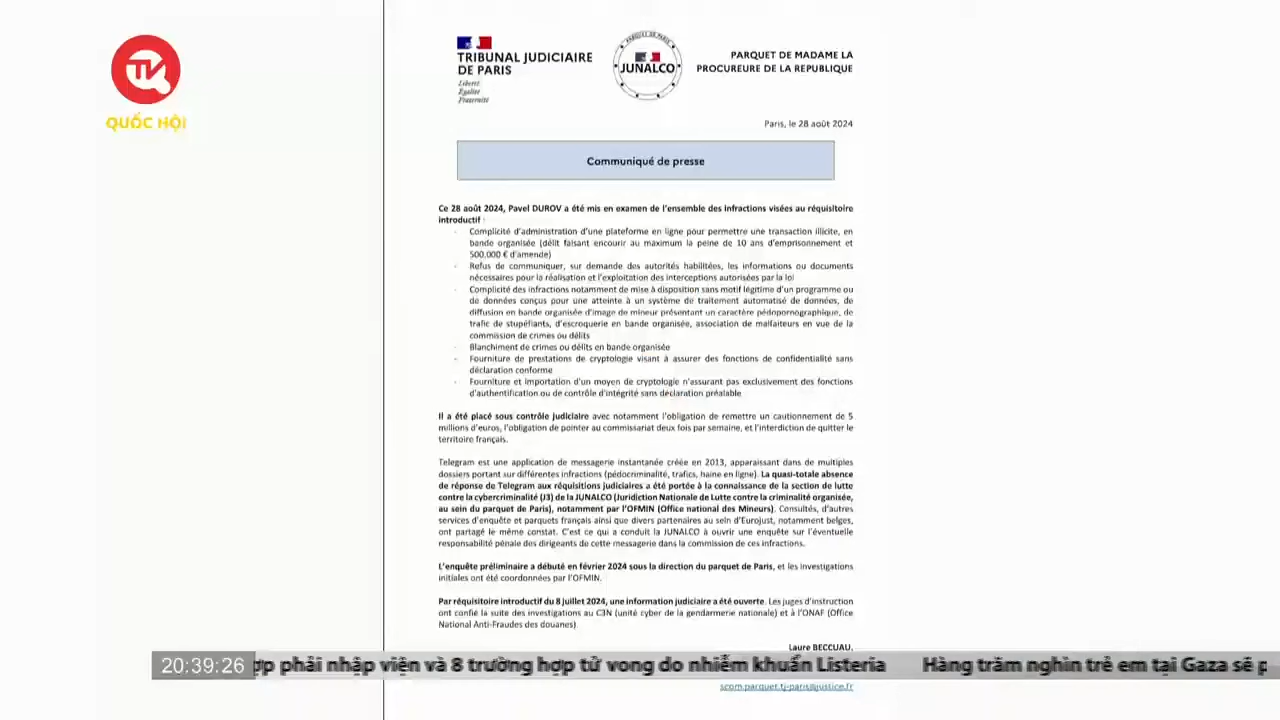 TRIBUNAL JUDICIAIRE
DE PARIS
Liberté
Égalité
Fraternité
PARQUET DE PARIS
JUNALCO
PARQUET DE MADAME LA
PROCUREURE DE LA REPUBLIQUE
QUỐC HỘI
Paris, le 28 août 2024
Communiqué de presse
Ce 28 août 2024, Pavel DUROV a été mis en examen de l'ensemble des infractions visées au réquisitoire
introductif :
- Complicité d'administration d'une plateforme en ligne pour permettre une transaction illicite, en
bande organisée (délit faisant encourir au maximum la peine de 10 ans d'emprisonnement et
500.000 € d'amende)
- Refus de communiquer, sur demande des autorités habilitées, les informations ou documents
nécessaires pour la réalisation et l'exploitation des interceptions autorisées par la loi
- Complicité des infractions notamment de mise à disposition sans motif légitime d'un programme ou
de données conçus pour une atteinte à un système de traitement automatisé de données, de
diffusion en bande organisée d'image de mineur présentant un caractère pédopornographique, de
trafic de stupéfiants, d'escroquerie en bande organisée, association de malfaiteurs en vue de la
commission de crimes ou délits
- Blanchiment de crimes ou délits en bande organisée
- Fourniture de prestations de cryptologie visant à assurer des fonctions de confidentialité sans
déclaration conforme
- Fourniture et importation d'un moyen de cryptologie n'assurant pas exclusivement des fonctions
d'authentification ou de contrôle d'intégrité sans déclaration préalable
Il a été placé sous contrôle judiciaire avec notamment l'obligation de remettre un cautionnement de 5
millions d'euros, l'obligation de pointer au commissariat deux fois par semaine, et l'interdiction de quitter le
territoire français.
Telegram est une application de messagerie instantanée créée en 2013, apparaissant dans de multiples
dossiers portant sur différentes infractions (pédocriminalité, trafics, haine en ligne). La quasi-totale absence
de réponse de Telegram aux réquisitions judiciaires a été portée à la connaissance de la section de lutte
contre la cybercriminalité (J3) de la JUNALCO (Juridiction Nationale de Lutte contre la criminalité organisée,
au sein du parquet de Paris), notamment par l'OFMIN (Office national des Mineurs). Consultés, d'autres
services d'enquête et parquets français ainsi que divers partenaires au sein d'Eurojust, notamment belges,
ont partagé le même constat. C'est ce qui a conduit la JUNALCO à ouvrir une enquête sur l'éventuelle
responsabilité pénale des dirigeants de cette messagerie dans la commission de ces infractions.
L'enquête préliminaire a débuté en février 2024 sous la direction du parquet de Paris, et les investigations
initiales ont été coordonnées par l'OFMIN.
Par réquisitoire introductif du 8 juillet 2024, une information judiciaire a été ouverte. Les juges d'instruction
ont confié la suite des investigations au C3N (unité cyber de la gendarmerie nationale) et à l'ONAF (Office
National Anti-Fraudes des douanes)
Laure BECCUAU,
20:39:26 ợp phải nhập viện và 8 trường hợp tử vong do nhiễm khuẩn Listeria Hàng trăm nghìn trẻ em tại Gaza sẽ p
scom.parquet.tj-paris@justice.fr